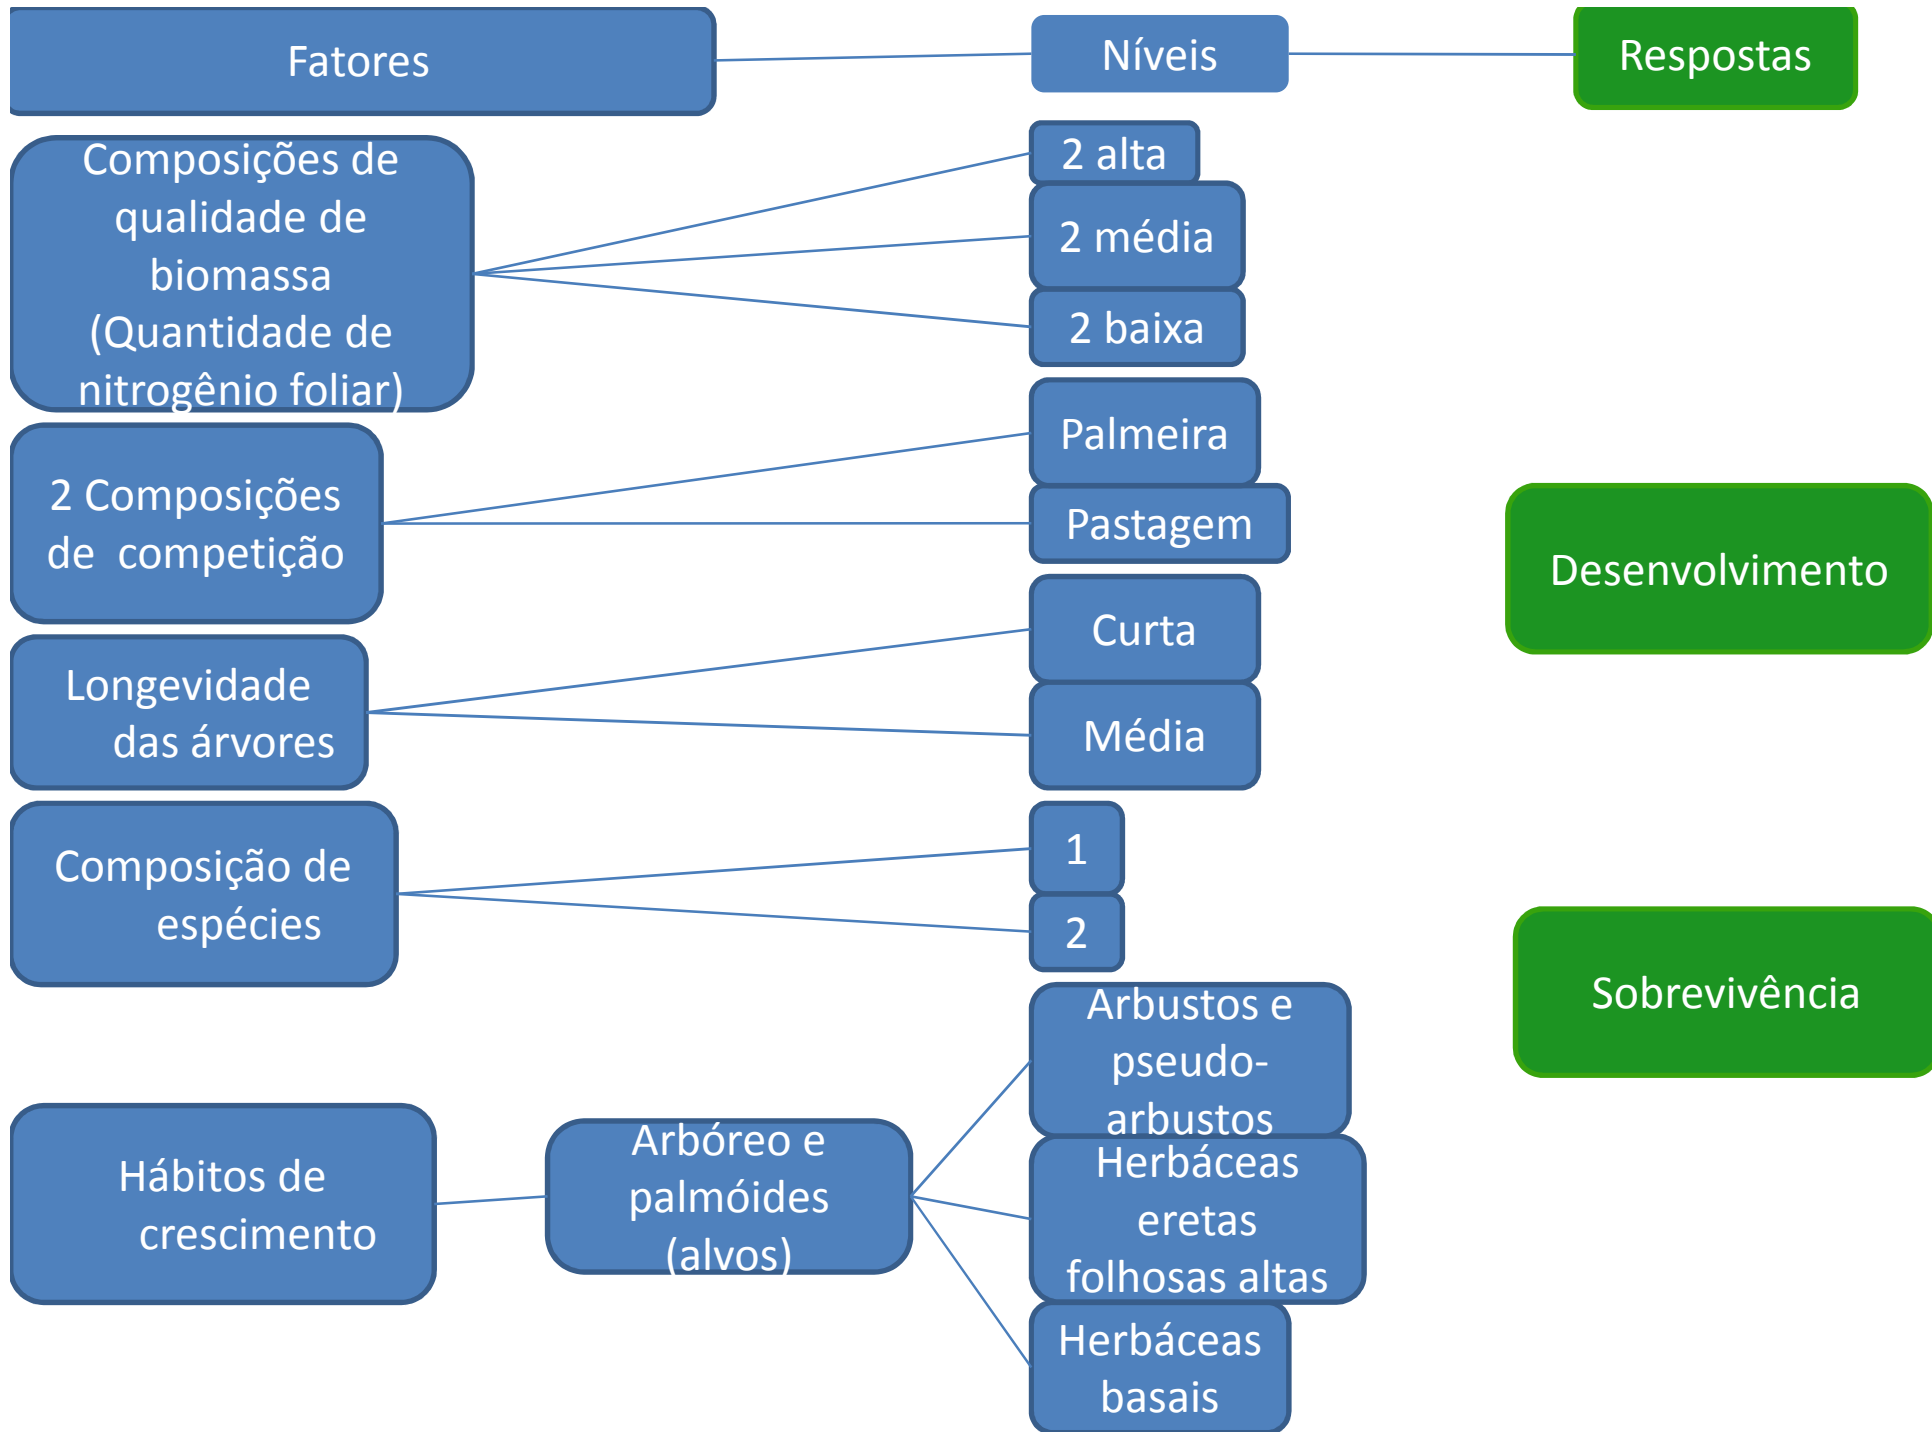 Fatores
Níveis
Respostas
Composições de
qualidade de
biomassa
(Quantidade de
nitrogênio foliar)
2 alta
2 média
2 baixa
2 Composições
de competição
Palmeira
Pastagem
Desenvolvimento
Longevidade
das árvores
Curta
Média
Composição de
espécies
1
2
Sobrevivência
Hábitos de
crescimento
Arbóreo e
palmóides
(alvos)
Arbustos e
pseudo-
arbustos
Herbáceas
eretas
folhosas altas
Herbáceas
basais